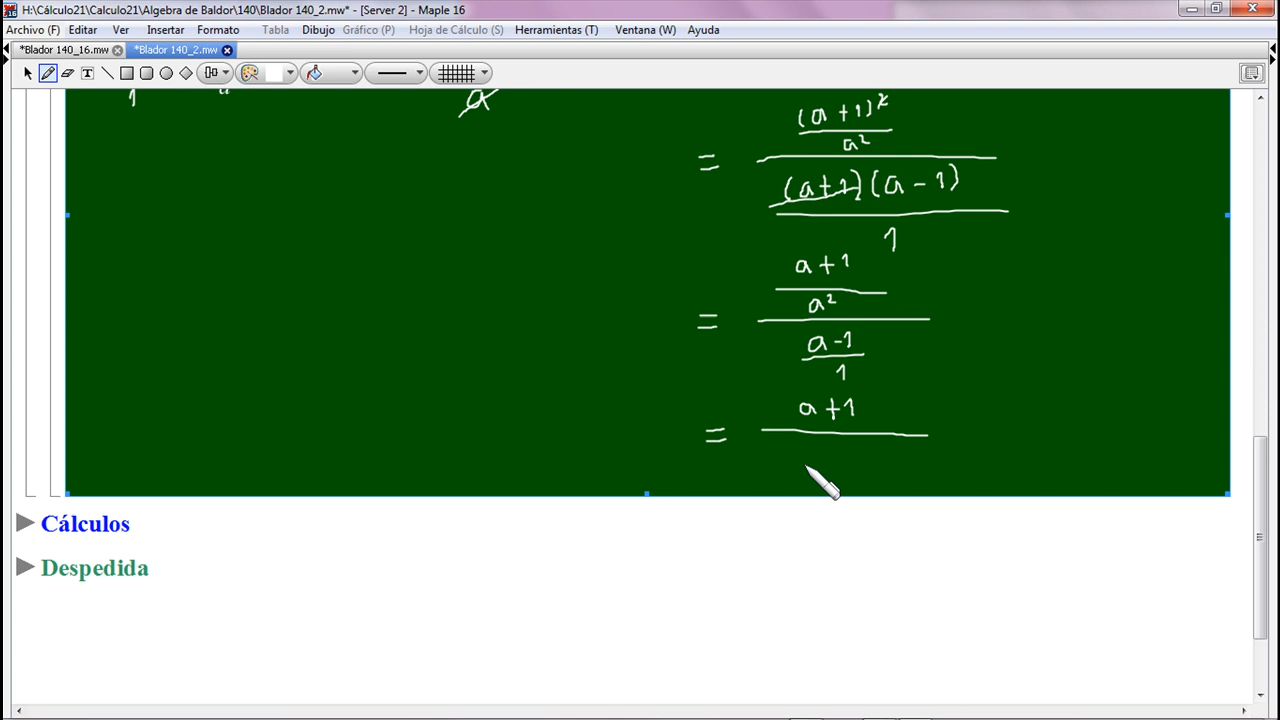 H:\Cálculo21\Calculo21\Algebra de Baldor\140\Blador 140_2.mw* - [Server 2] - Maple 16
Archivo (F) Editar Ver Insertar Formato Tabla Dibujo Gráfico (P) Hoja de Cálculo (S) Herramientas (T) Ventana (W) Ayuda
*Blador 140_16.mw *Blador 140_2.mw
T
1 a a
(a+1)²
a²
=
(a+1)(a-1)
1
a+1
a²
=
a-1
1
a+1
=
Cálculos
Despedida